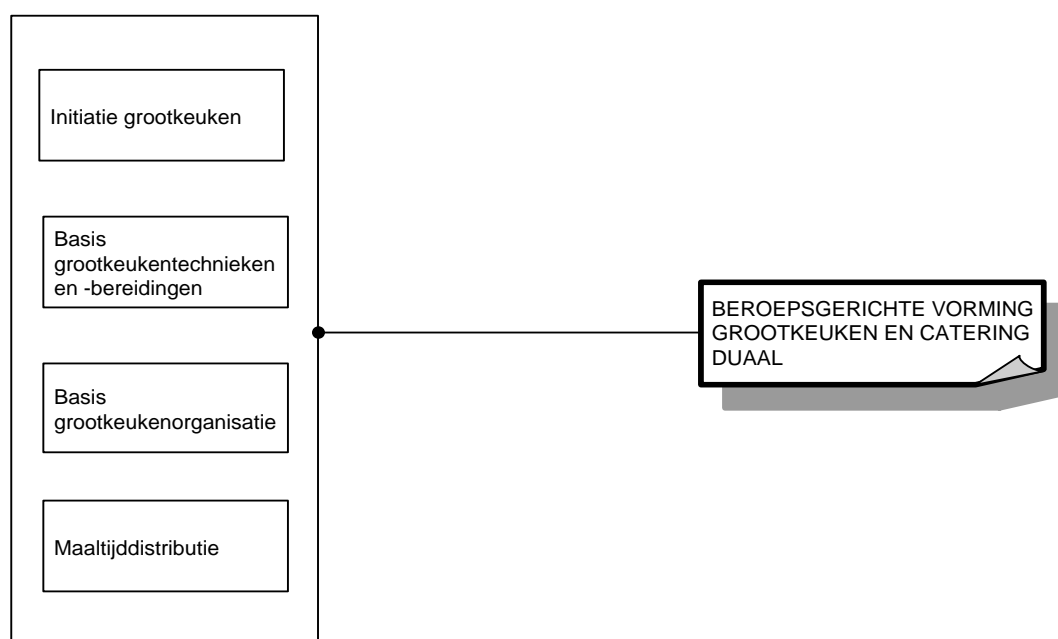 Initiatie grootkeuken
Basis
grootkeukentechnieken
en -bereidingen
Basis
grootkeukenorganisatie
Maaltijddistributie
BEROEPSGERICHTE VORMING
GROOTKEUKEN EN CATERING
DUAAL